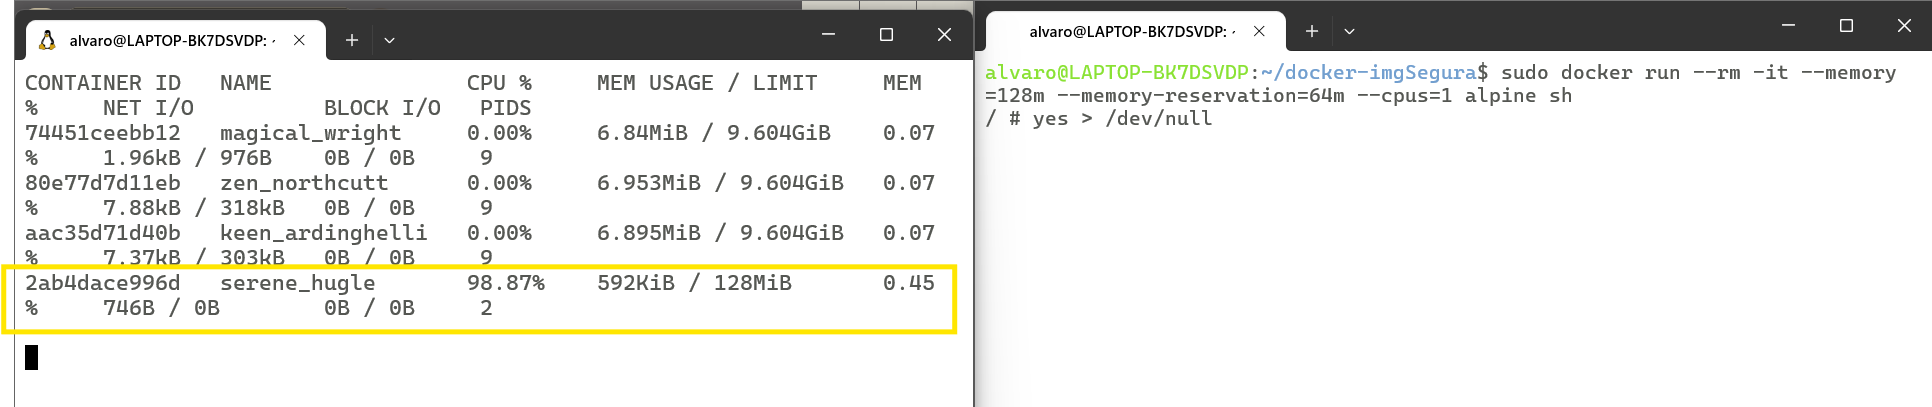 alvaro@LAPTOP-BK7DSVDP: ~
CONTAINER ID   NAME               CPU %     MEM USAGE / LIMIT     MEM
%     NET I/O          BLOCK I/O   PIDS
74451ceebb12   magical_wright     0.00%     6.84MiB / 9.604GiB    0.07
%     1.96kB / 976B    0B / 0B     9
80e77d7d11eb   zen_northcutt      0.00%     6.953MiB / 9.604GiB   0.07
%     7.88kB / 318kB   0B / 0B     9
aac35d71d40b   keen_ardinghelli   0.00%     6.895MiB / 9.604GiB   0.07
%     7.37kB / 303kB   0B / 0B     9
2ab4dace996d   serene_hugle       98.87%    592KiB / 128MiB       0.45
%     746B / 0B        0B / 0B     2
alvaro@LAPTOP-BK7DSVDP: ~
alvaro@LAPTOP-BK7DSVDP:~/docker-imgSegura$ sudo docker run --rm -it --memory
=128m --memory-reservation=64m --cpus=1 alpine sh
/ # yes > /dev/null